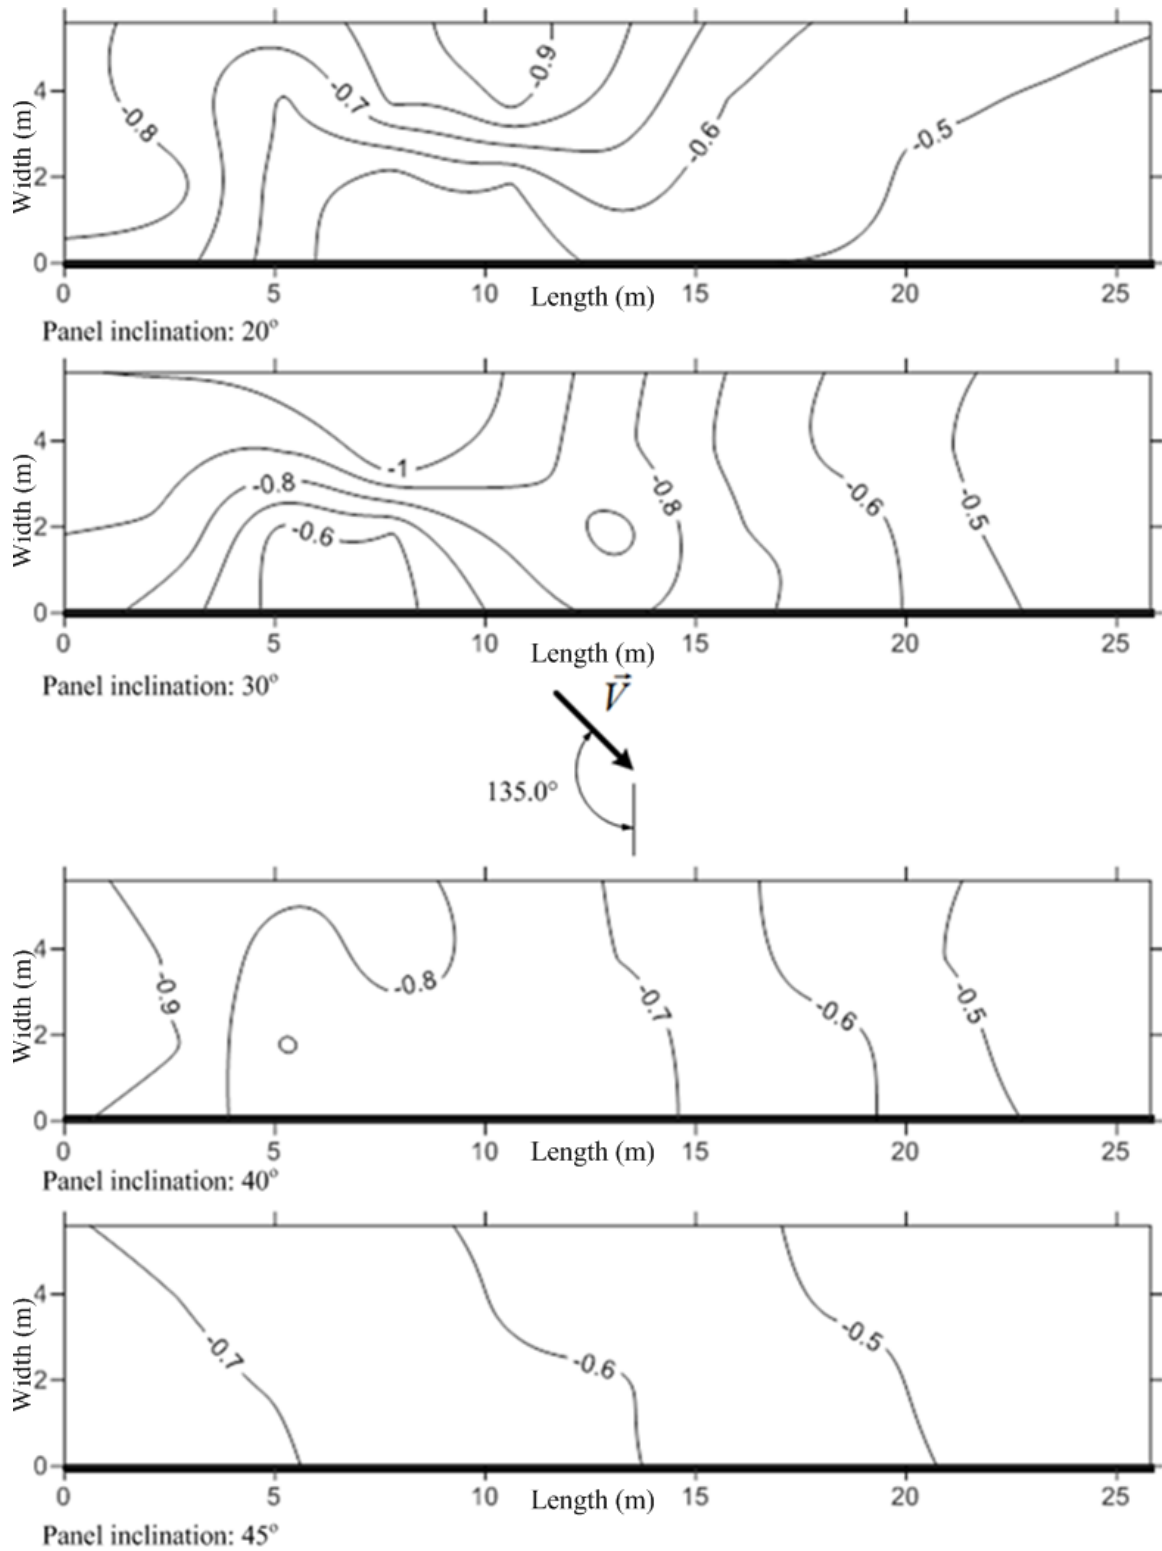 -0.9
-0.8
-0.7
-0.6
-0.5
Width (m)
4
2
0
0 5 10 15 20 25
Length (m)
Panel inclination: 20°
-1
-0.8
-0.6
-0.8
-0.6
-0.5
Width (m)
4
2
0
0 5 10 15 20 25
Length (m)
Panel inclination: 30°
V
135.0°
-0.9
-0.8
-0.7
-0.6
-0.5
Width (m)
4
2
0
0 5 10 15 20 25
Length (m)
Panel inclination: 40°
-0.7
-0.6
-0.5
Width (m)
4
2
0
0 5 10 15 20 25
Length (m)
Panel inclination: 45°